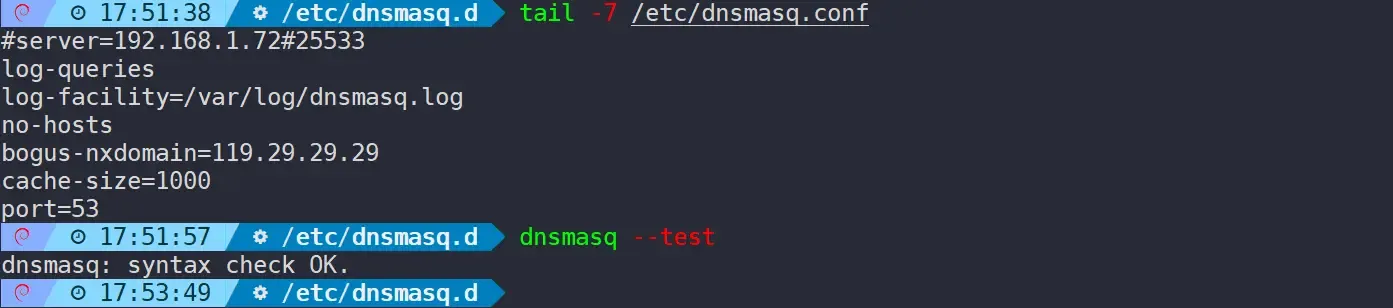 17:51:38 /etc/dnsmasq.d tail -7 /etc/dnsmasq.conf
#server=192.168.1.72#25533
log-queries
log-facility=/var/log/dnsmasq.log
no-hosts
bogus-nxdomain=119.29.29.29
cache-size=1000
port=53
17:51:57 /etc/dnsmasq.d dnsmasq --test
dnsmasq: syntax check OK.
17:53:49 /etc/dnsmasq.d